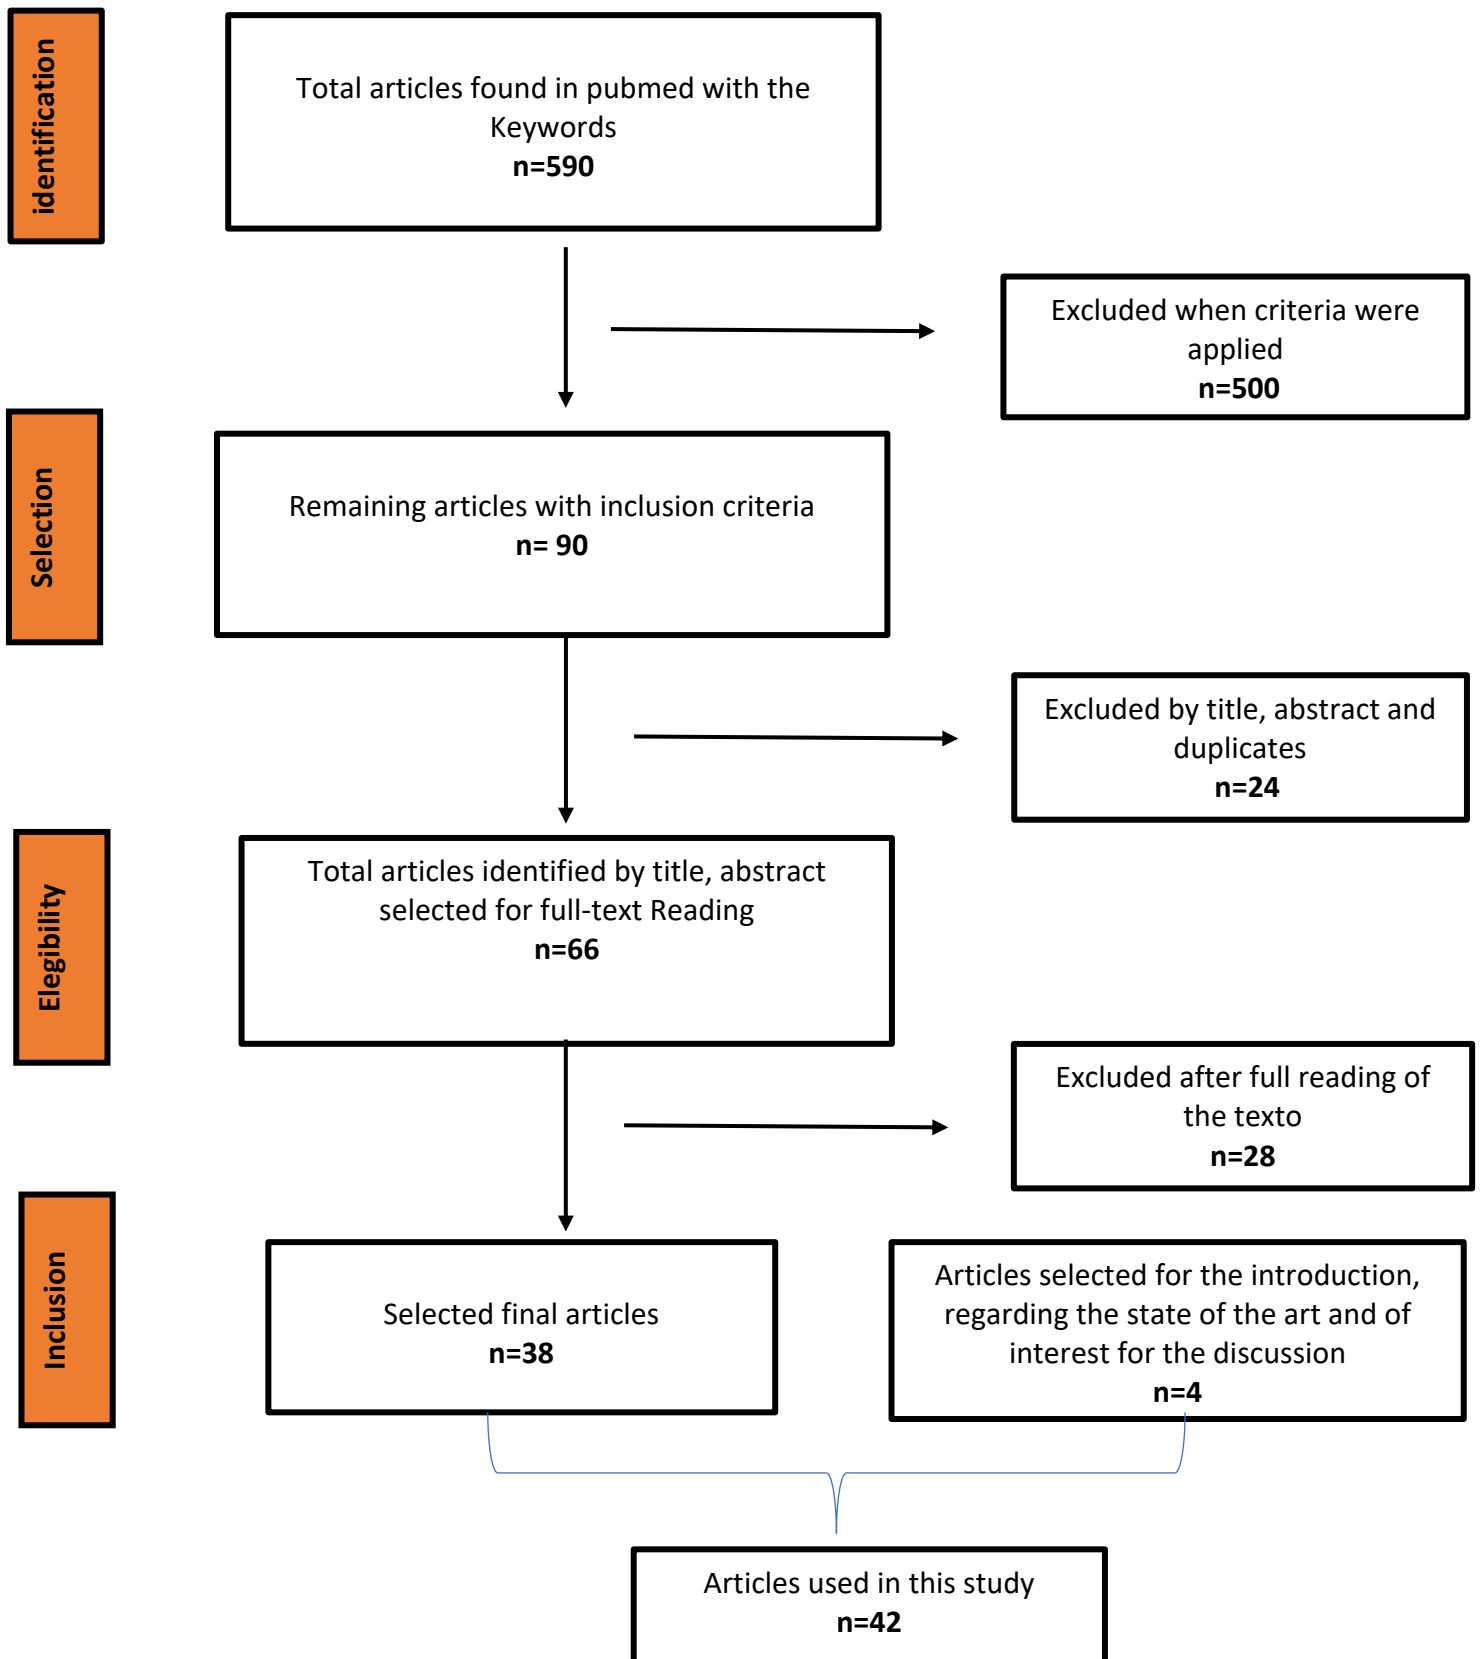 identification
Total articles found in pubmed with the
Keywords
n=590
Excluded when criteria were
applied
n=500
Selection
Remaining articles with inclusion criteria
n= 90
Excluded by title, abstract and
duplicates
n=24
Elegibility
Total articles identified by title, abstract
selected for full-text Reading
n=66
Excluded after full reading of
the texto
n=28
Inclusion
Selected final articles
n=38
Articles selected for the introduction,
regarding the state of the art and of
interest for the discussion
n=4
Articles used in this study
n=42